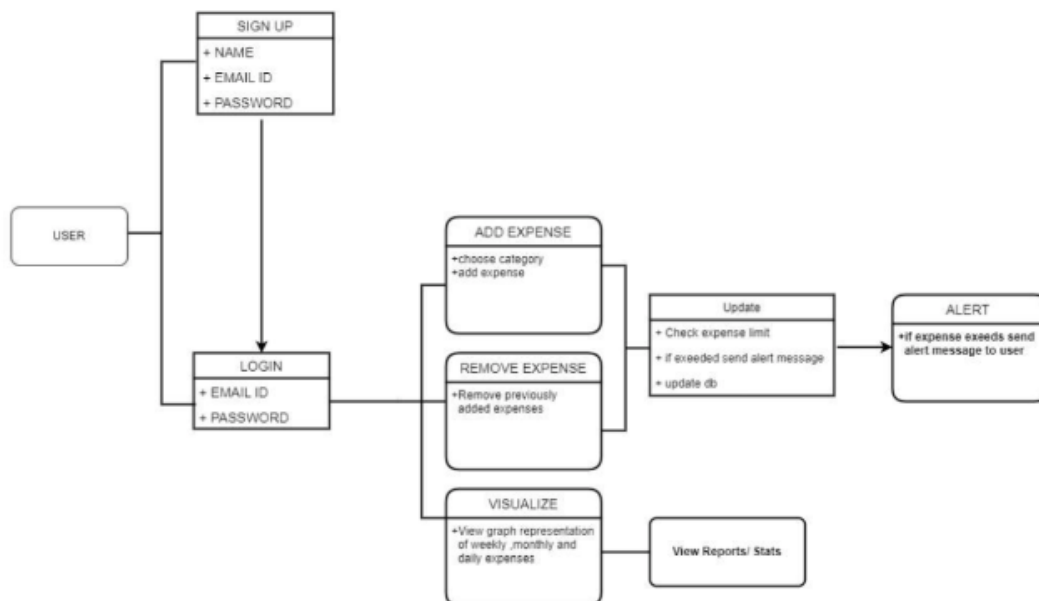 SIGN UP
+ NAME
+ EMAIL ID
+ PASSWORD
USER
LOGIN
+ EMAIL ID
+ PASSWORD
ADD EXPENSE
+choose category
+add expense
REMOVE EXPENSE
+Remove previously
added expenses
VISUALIZE
+View graph representation
of weekly ,monthly and
daily expenses
Update
+ Check expense limit
+ if exeeded send alert message
+ update db
ALERT
+if expense exeeds send
alert message to user
View Reports/ Stats